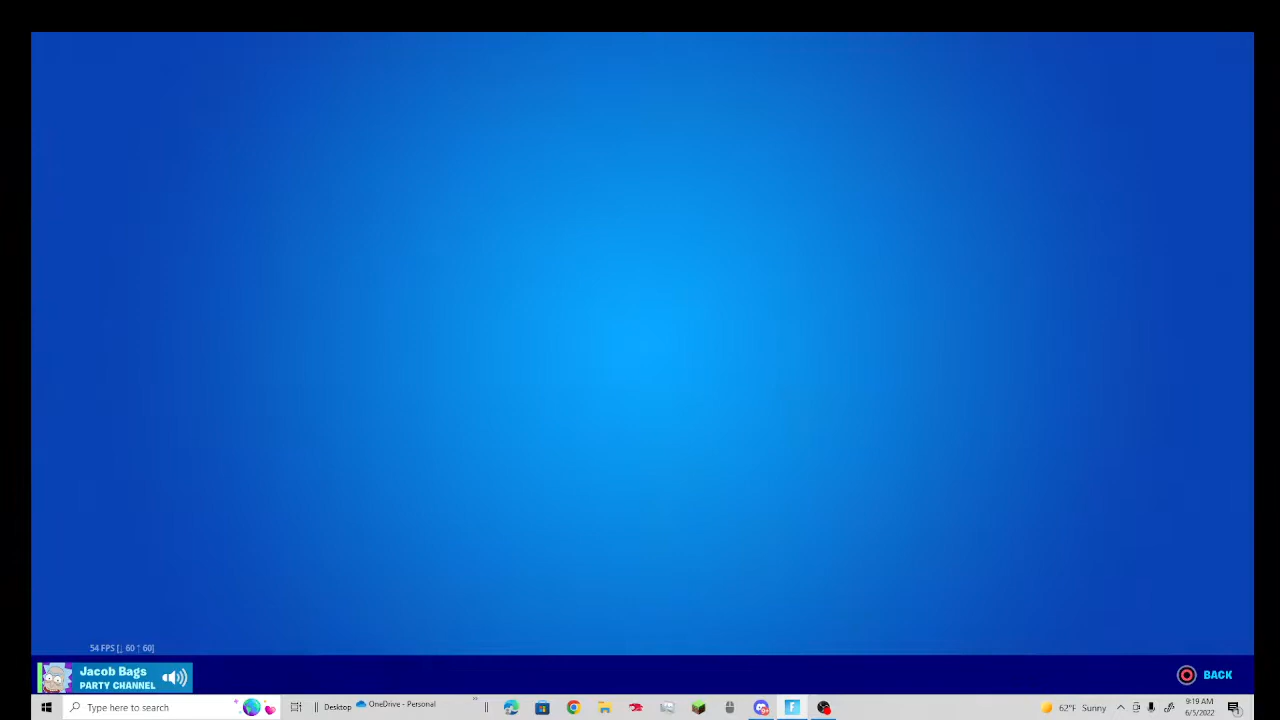 54 FPS [↓ 60 ↑ 60]
Jacob Bags
PARTY CHANNEL
BACK
Type here to search
Desktop
OneDrive - Personal
62°F Sunny
9:19 AM
6/5/2022